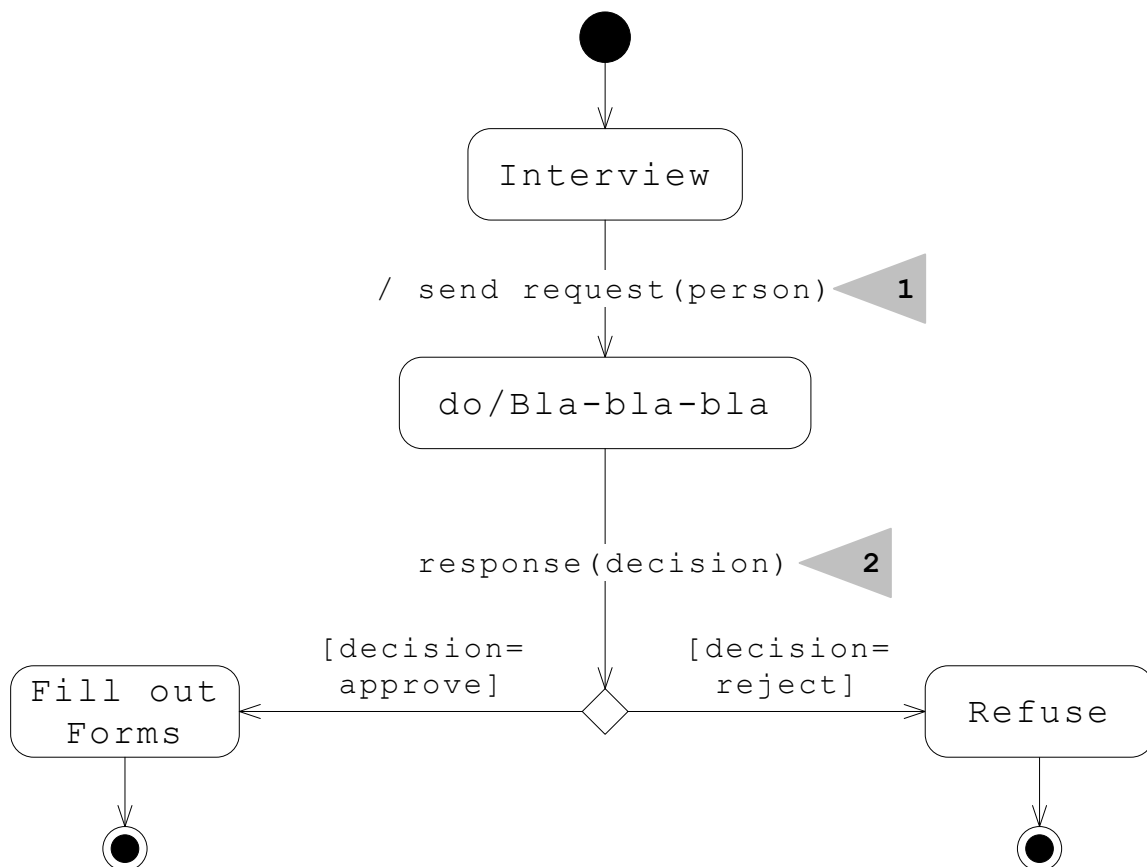 Interview
/ send request(person)
1
do/Bla-bla-bla
response(decision)
2
[decision=
approve]
[decision=
reject]
Fill out
Forms
Refuse